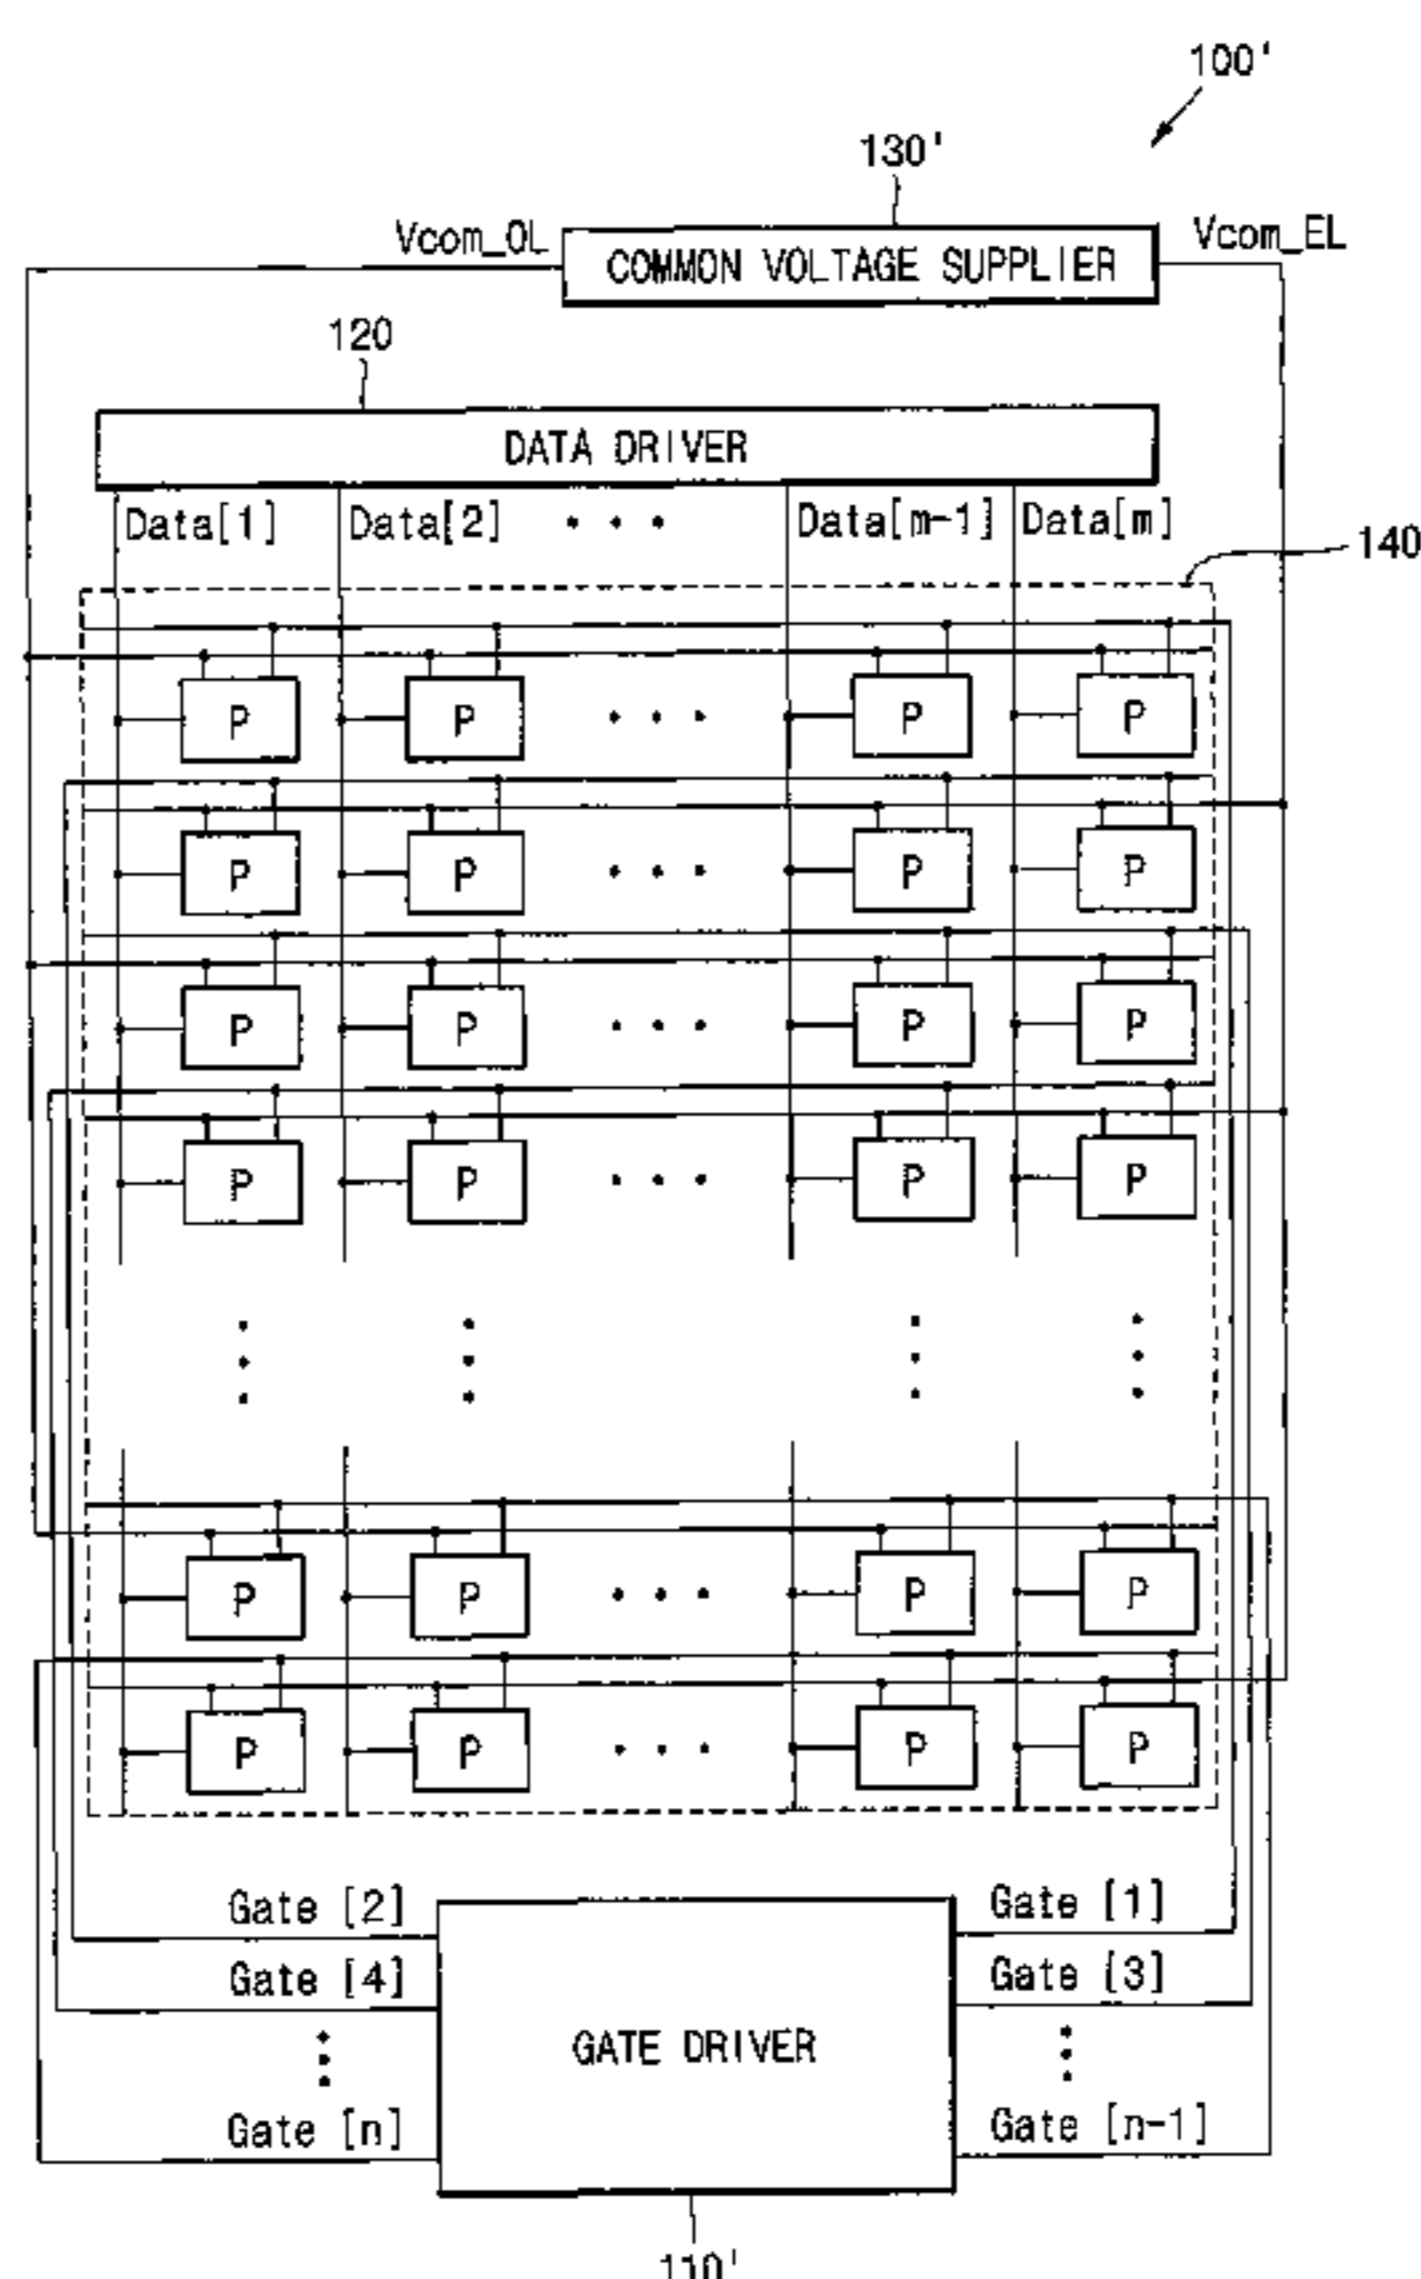 100'
130'
Vcom_OL
COMMON VOLTAGE SUPPLIER
Vcom_EL
120
DATA DRIVER
Data[1] Data[2] • • • Data[m-1] Data[m]
140
P P • • • P P
P P • • • P P
P P • • • P P
P P • • • P P
P P • • • P P
P P • • • P P
Gate [2] Gate [1]
Gate [4] Gate [3]
GATE DRIVER
Gate [n] Gate [n-1]
110'